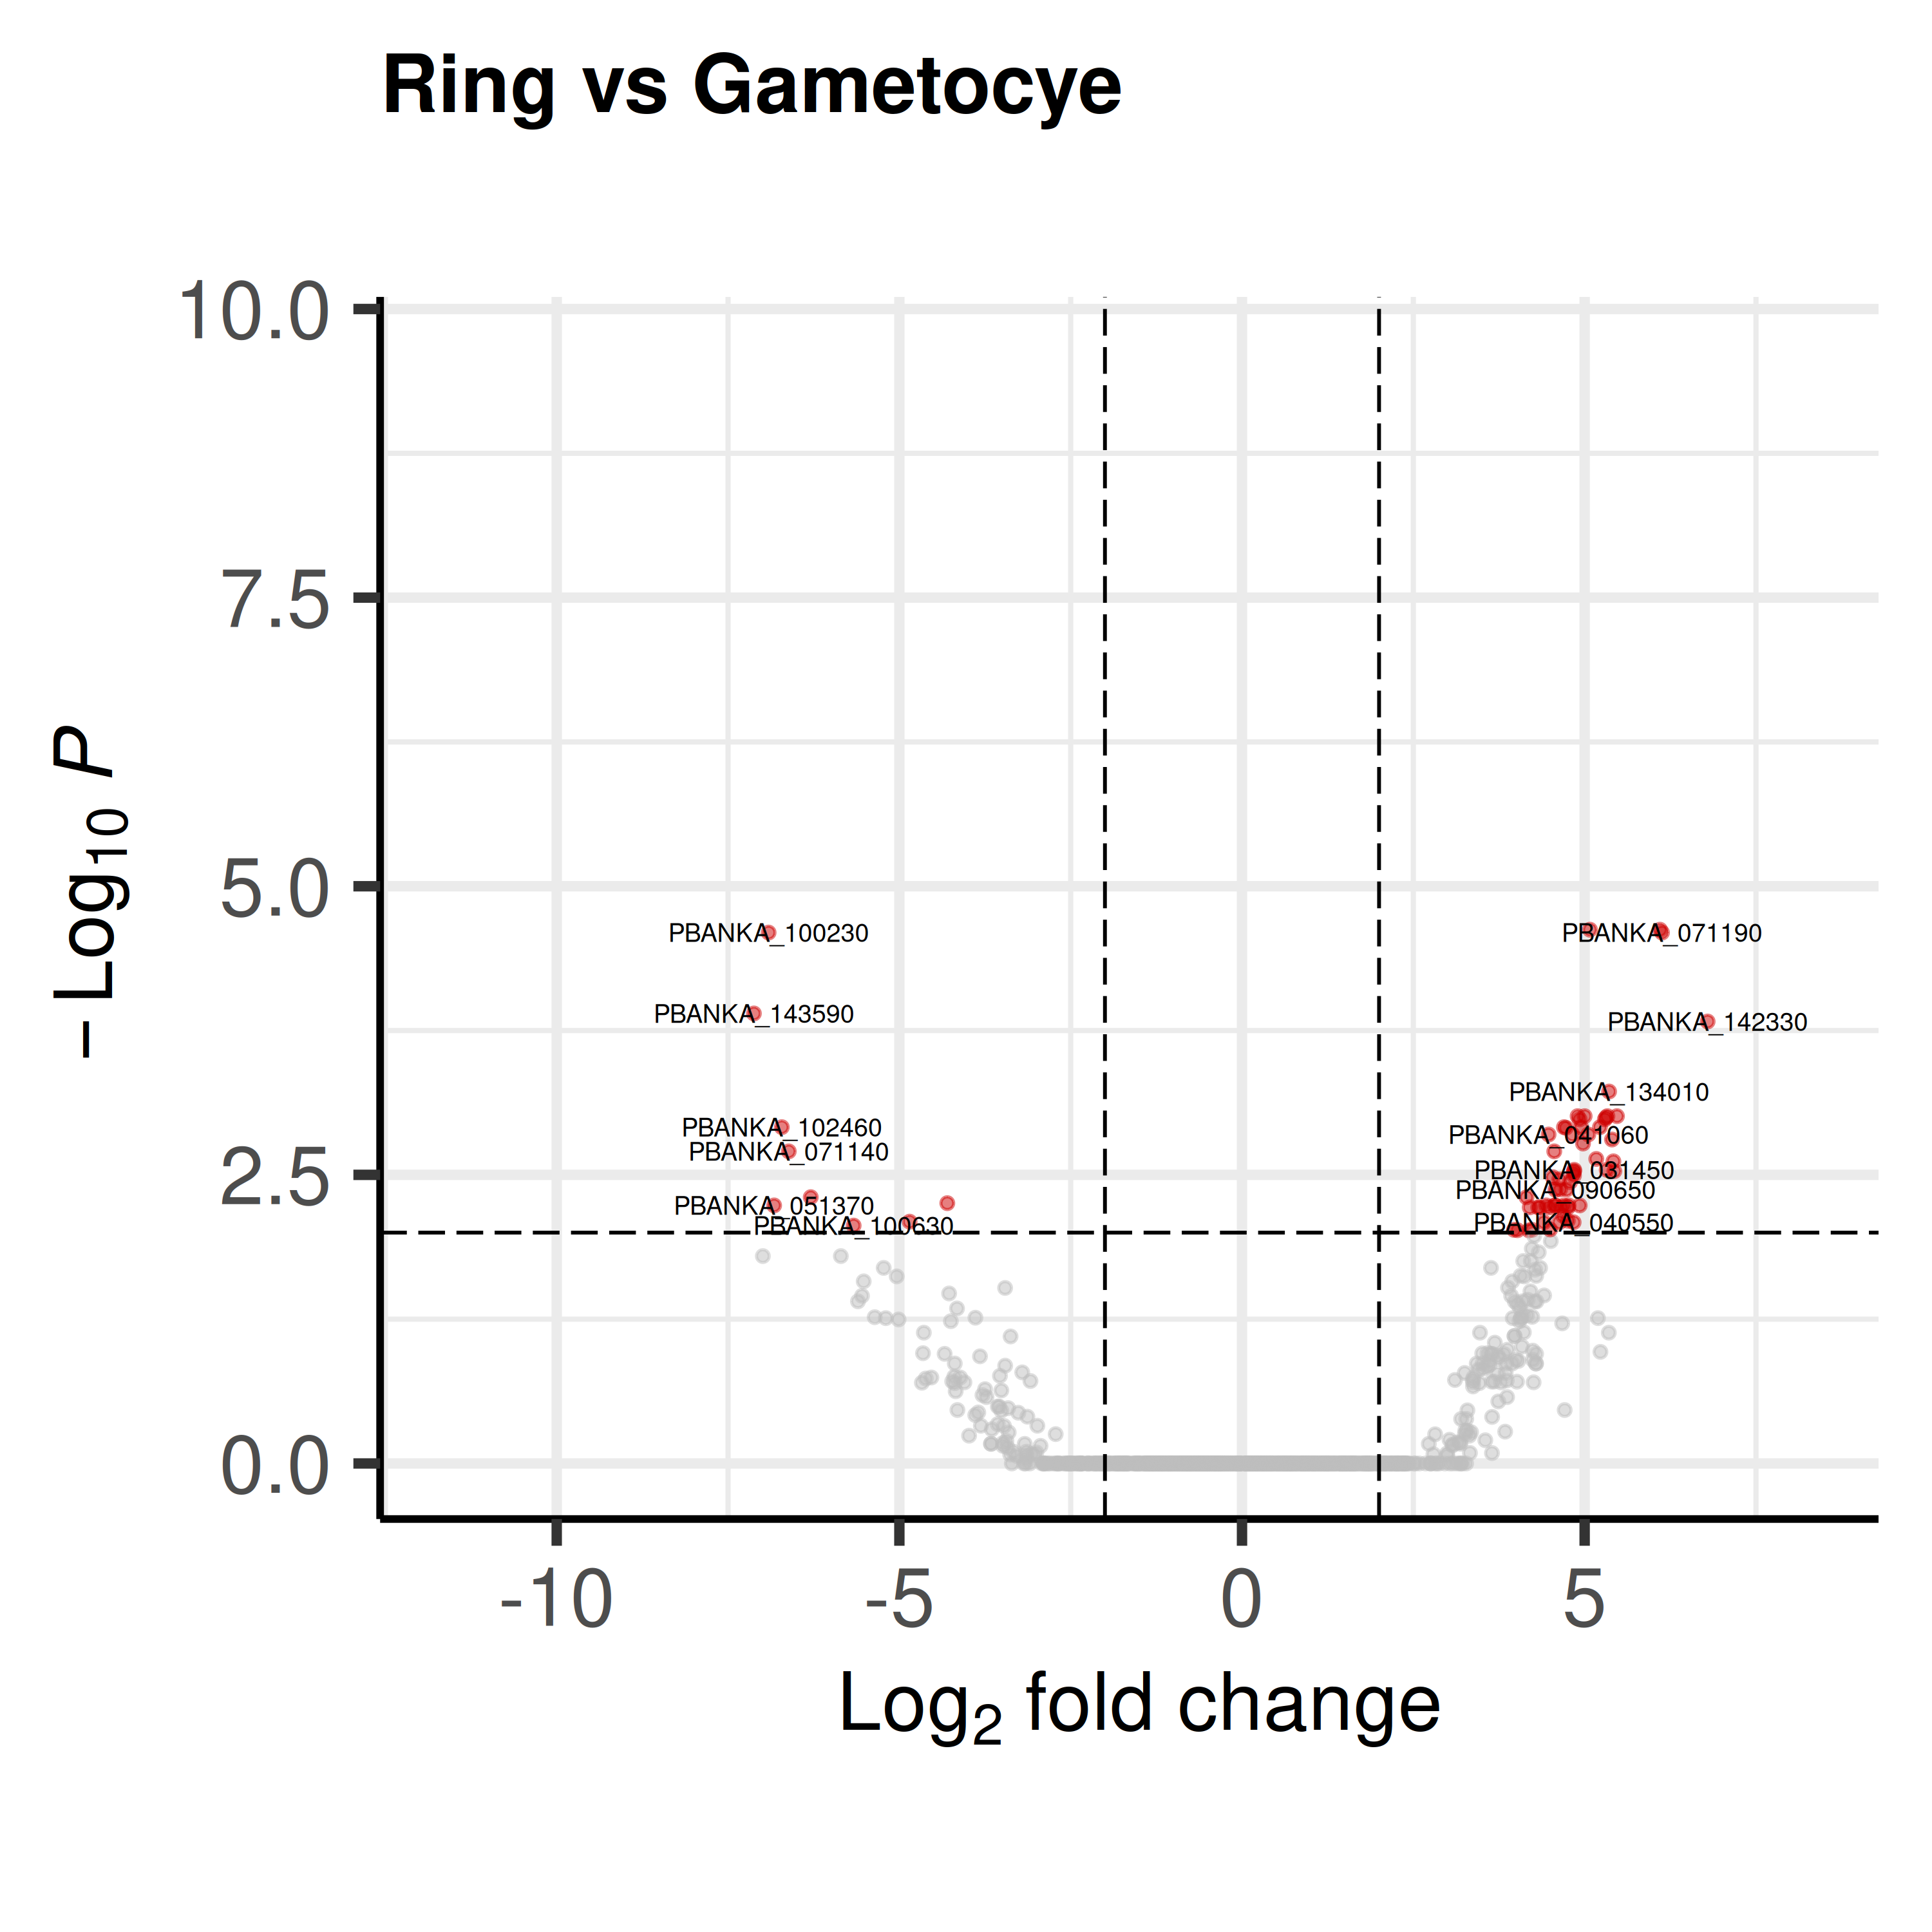 Ring vs Gametocye
10.0
7.5
5.0
2.5
0.0
− Log10 P
PBANKA_100230
PBANKA_071190
PBANKA_143590
PBANKA_142330
PBANKA_134010
PBANKA_102460
PBANKA_041060
PBANKA_071140
PBANKA_031450
PBANKA_090650
PBANKA_051370
PBANKA_040550
PBANKA_100630
-10 -5 0 5
Log2 fold change